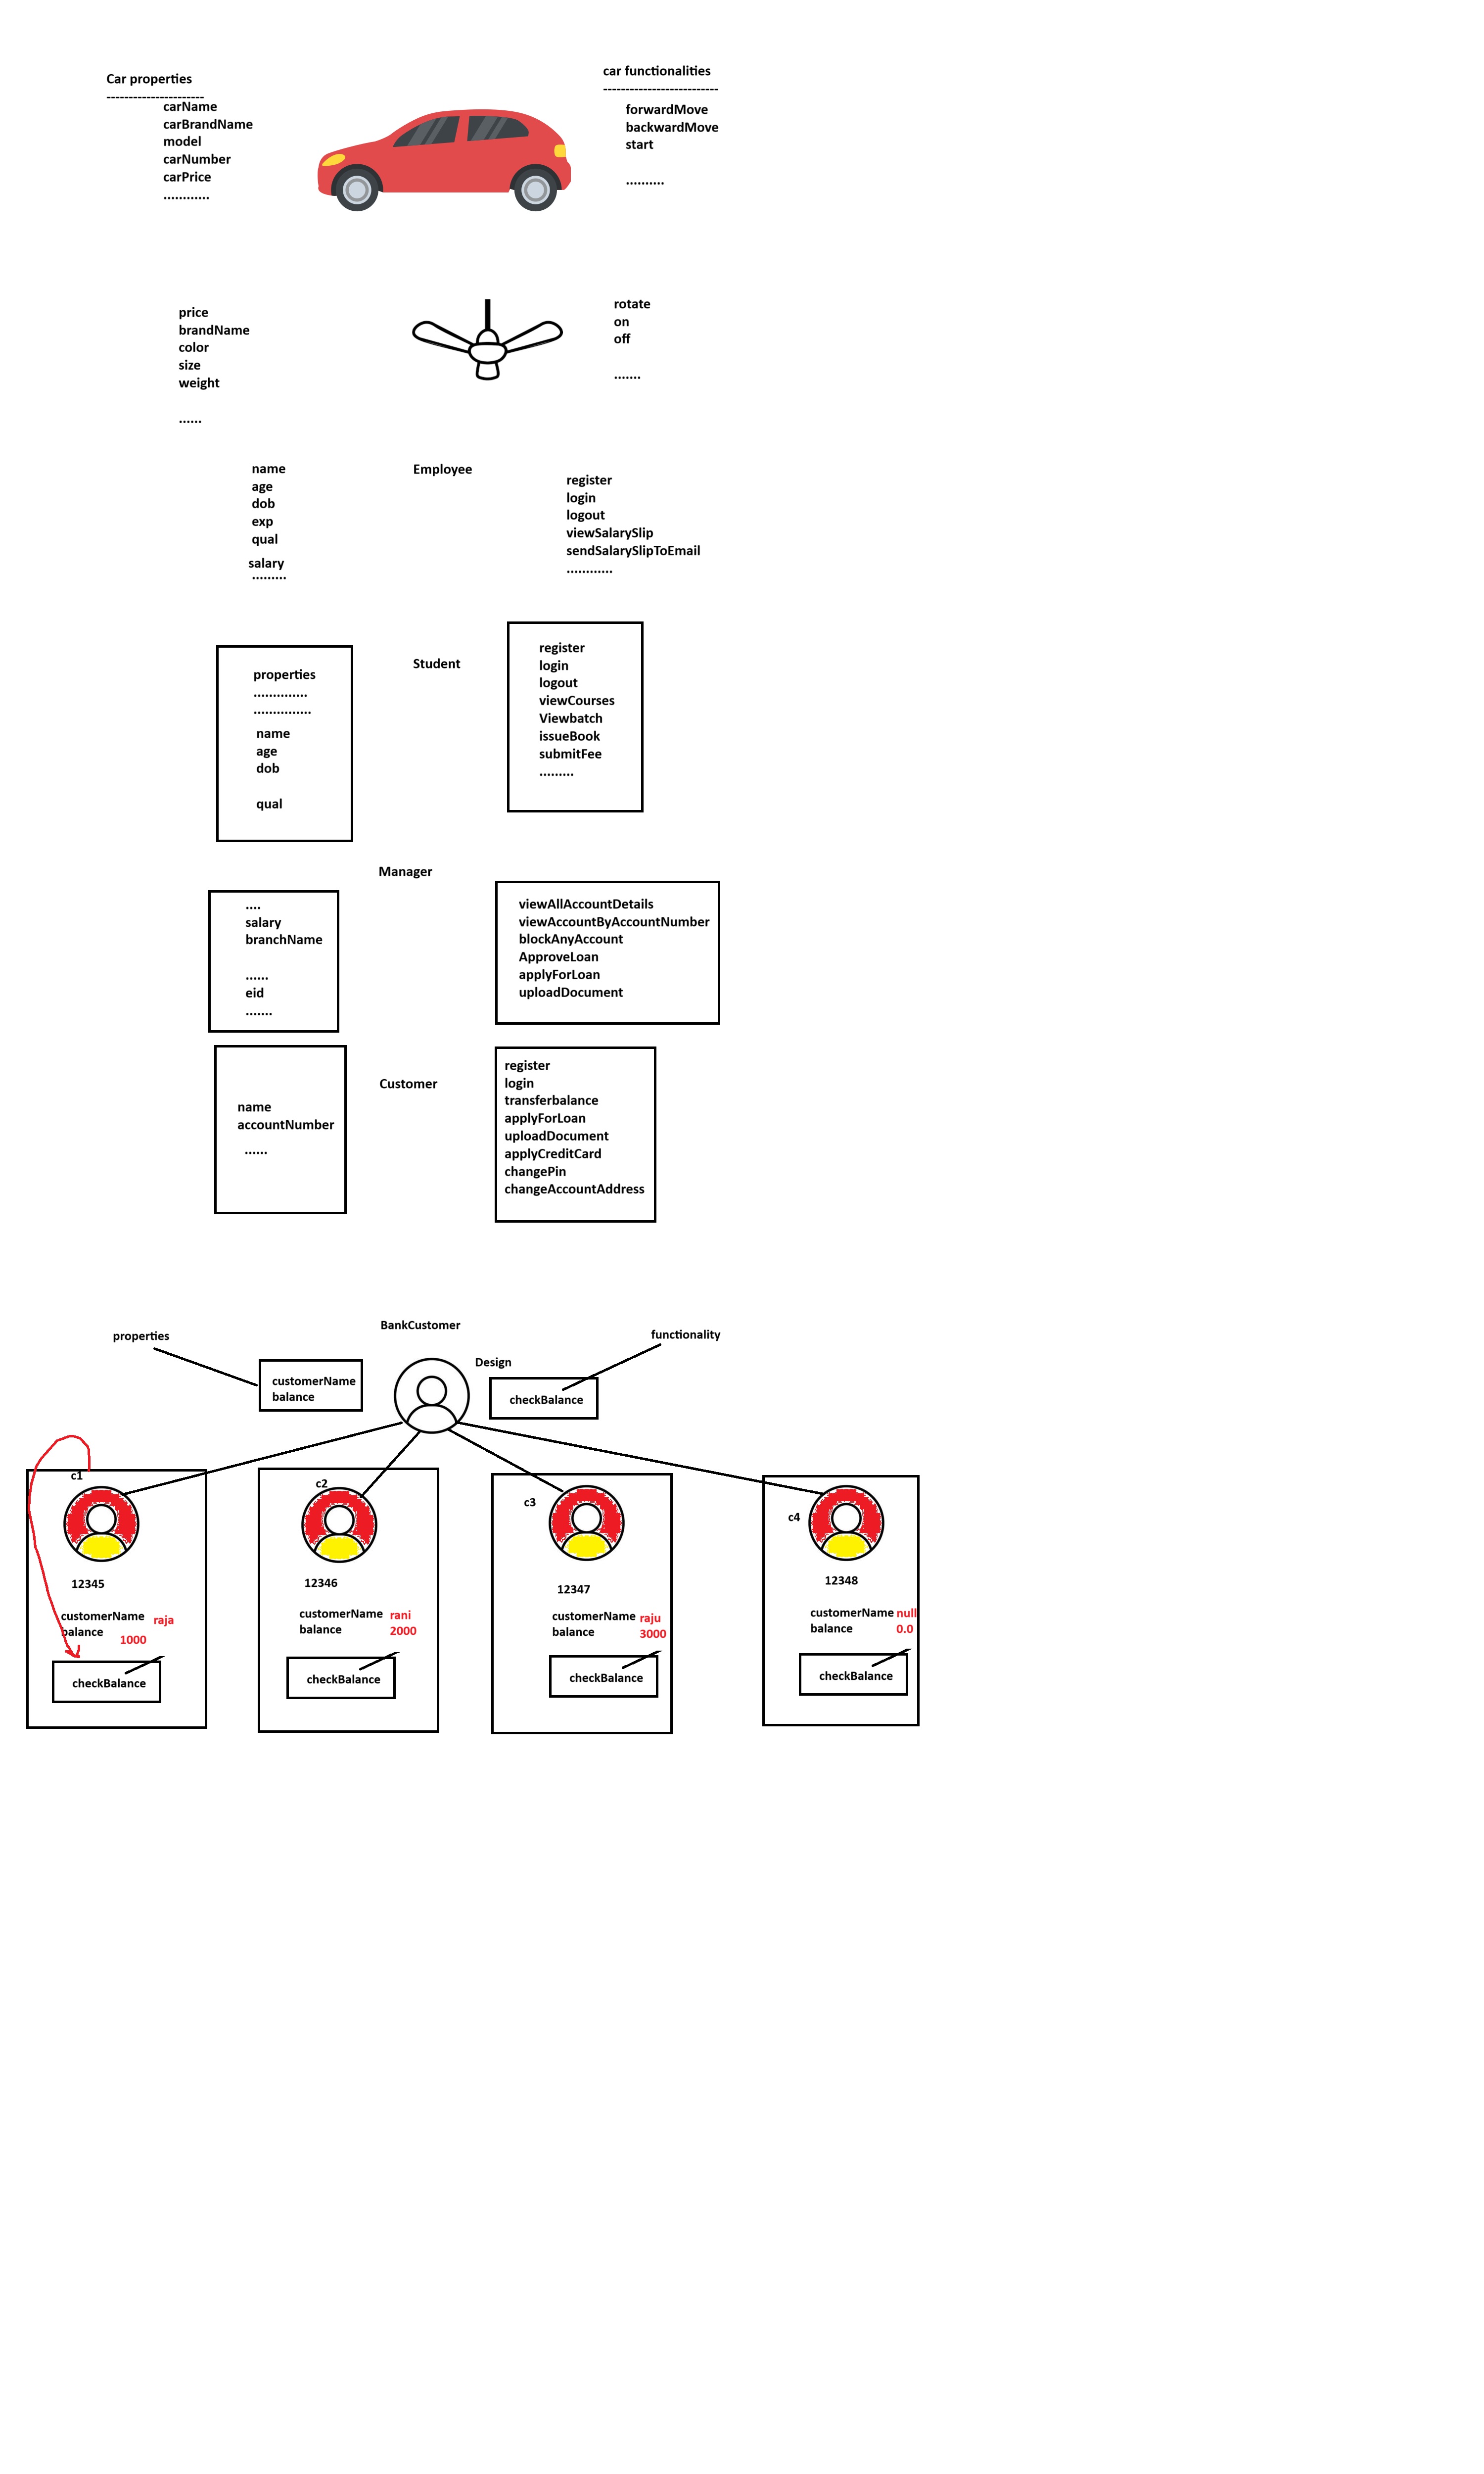 Car properties
----------------------
carName
carBrandName
model
carNumber
carPrice
............
car functionalities
--------------------------
forwardMove
backwardMove
start
..........
price
brandName
color
size
weight
......
rotate
on
off
.......
name
age
dob
exp
qual
salary
.........
Employee
register
login
logout
viewSalarySlip
sendSalarySlipToEmail
............
properties
..............
...............
name
age
dob
qual
Student
register
login
logout
viewCourses
Viewbatch
issueBook
submitFee
.........
Manager
....
salary
branchName
......
eid
.......
viewAllAccountDetails
viewAccountByAccountNumber
blockAnyAccount
ApproveLoan
applyForLoan
uploadDocument
name
accountNumber
......
Customer
register
login
transferbalance
applyForLoan
uploadDocument
applyCreditCard
changePin
changeAccountAddress
BankCustomer
properties
functionality
customerName
balance
Design
checkBalance
c1
12345
customerName raja
balance 1000
checkBalance
c2
12346
customerName rani
balance 2000
checkBalance
c3
12347
customerName raju
balance 3000
checkBalance
c4
12348
customerName null
balance 0.0
checkBalance